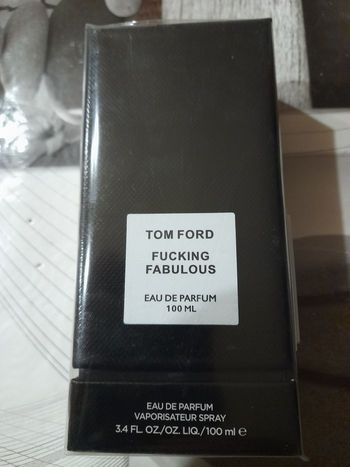 TOM FORD
FUCKING
FABULOUS
EAU DE PARFUM
100 ML
EAU DE PARFUM
VAPORISATEUR SPRAY
3.4 FL. OZ./OZ. LIQ./100 ml ℮